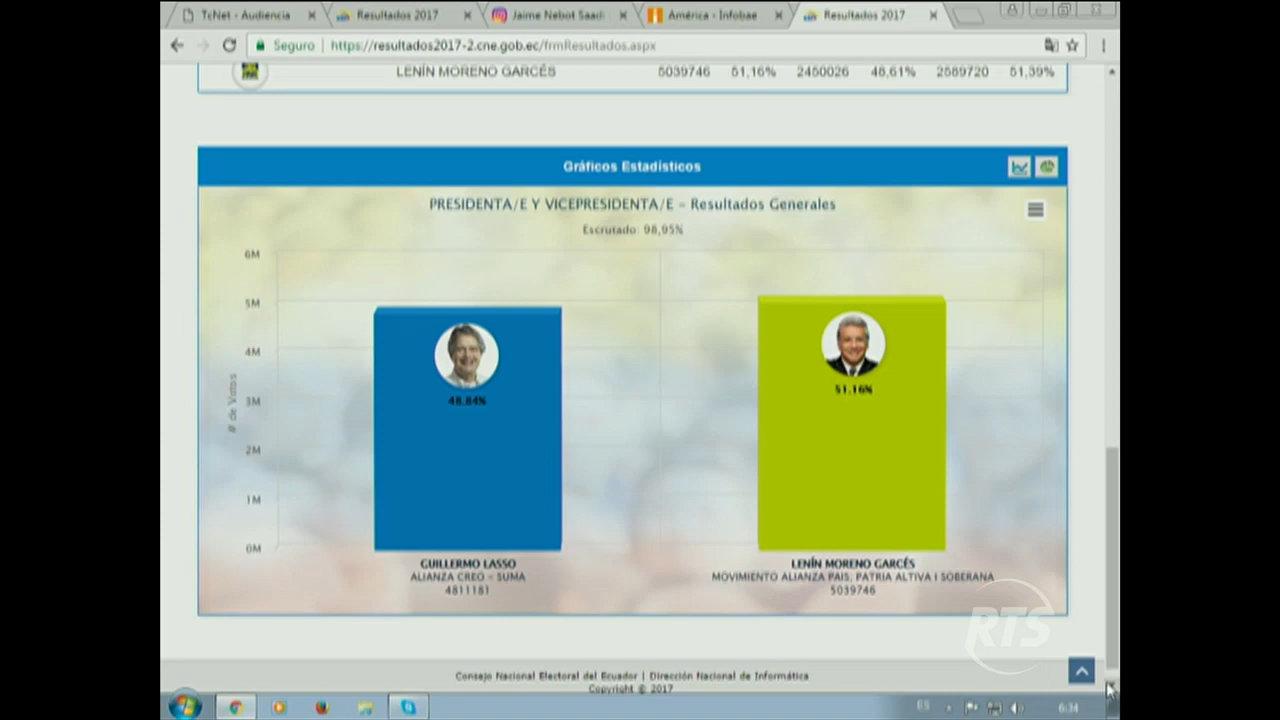 TcNet - Audiencia
Resultados 2017
Jaime Nebot Saadi
América - Infobae
Resultados 2017
Seguro | https://resultados2017-2.cne.gob.ec/frmResultados.aspx
LENÍN MORENO GARCÉS 5039746 51,16% 2450026 48,61% 2589720 51,39%
Gráficos Estadísticos
PRESIDENTA/E Y VICEPRESIDENTA/E - Resultados Generales
Escrutado: 98,95%
6M
5M
4M
3M
2M
1M
0M
# de Votos
48.84%
51.16%
GUILLERMO LASSO
ALIANZA CREO - SUMA
4811181
LENÍN MORENO GARCÉS
MOVIMIENTO ALIANZA PAIS, PATRIA ALTIVA I SOBERANA
5039746
RTS
Consejo Nacional Electoral del Ecuador | Dirección Nacional de Informática
Copyright © 2017
ES
6:34